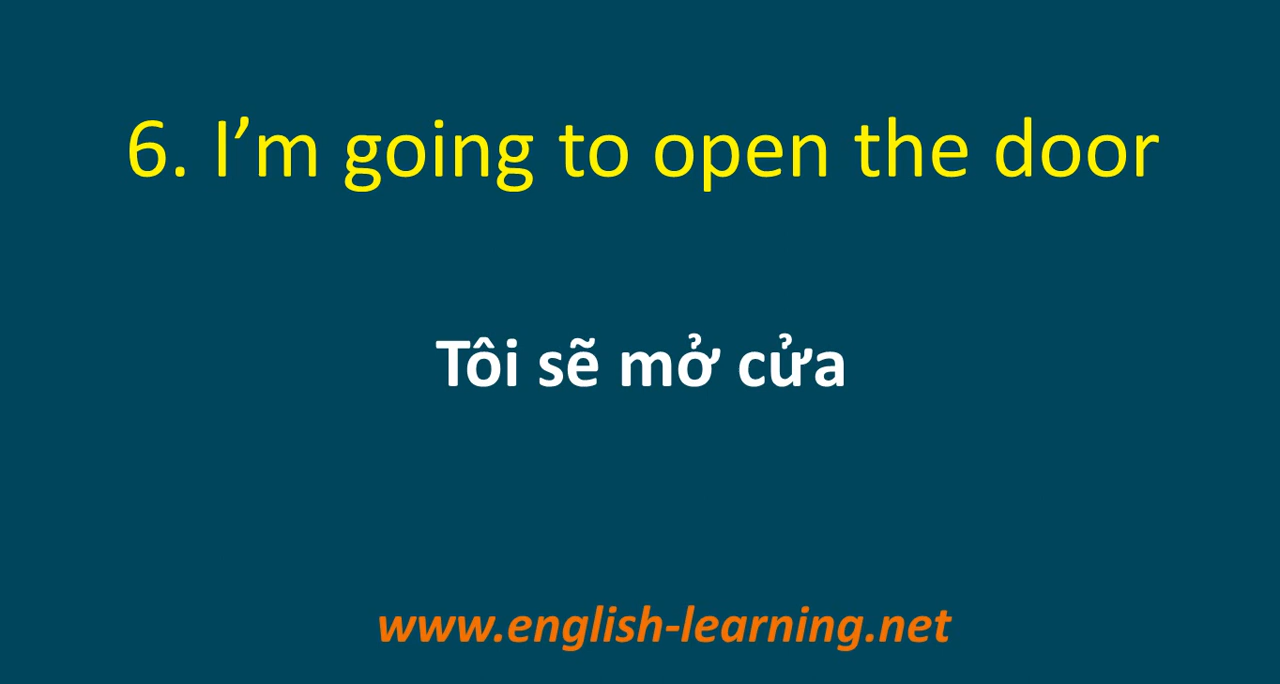 6. I’m going to open the door
Tôi sẽ mở cửa
www.english-learning.net